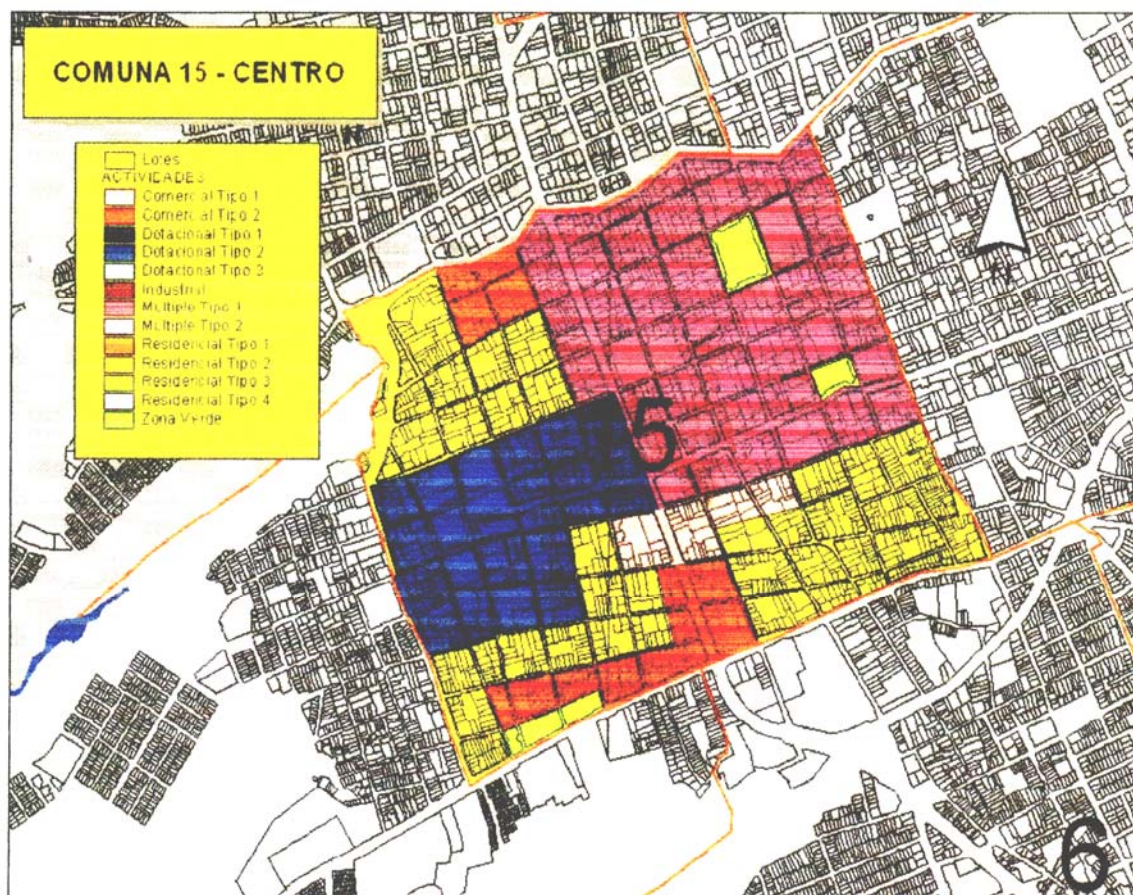 COMUNA 15 - CENTRO
Lotes
ACTIVIDADES
Comercial Tipo 1
Comercial Tipo 2
Dotacional Tipo 1
Dotacional Tipo 2
Dotacional Tipo 3
Industrial
Multiple Tipo 1
Multiple Tipo 2
Residencial Tipo 1
Residencial Tipo 2
Residencial Tipo 3
Residencial Tipo 4
Zona Verde
N
5
6